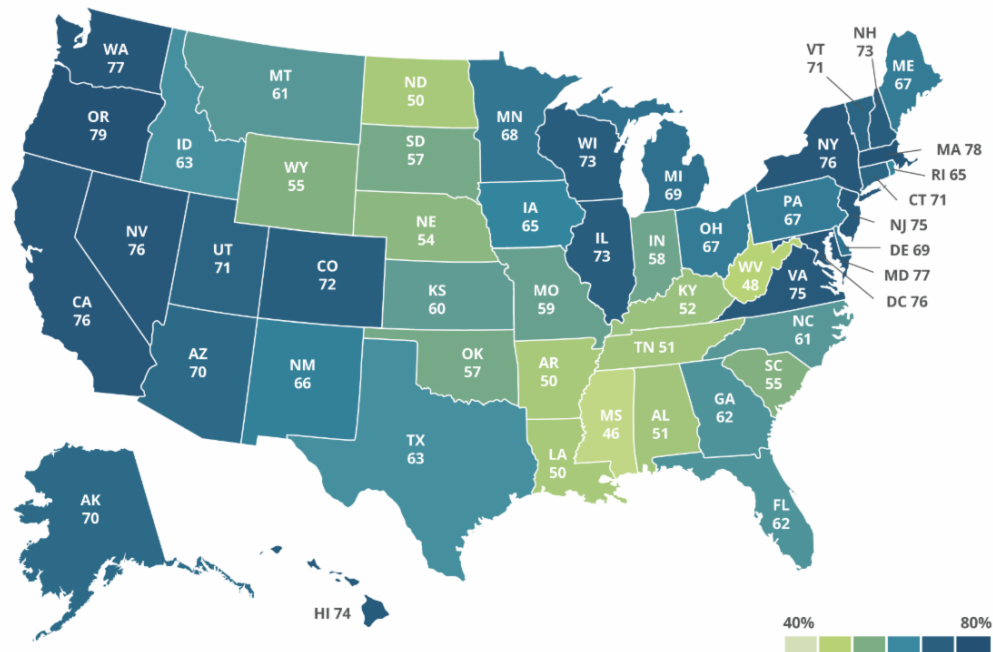 WA
77
OR
79
CA
76
NV
76
ID
63
MT
61
WY
55
UT
71
CO
72
AZ
70
NM
66
ND
50
SD
57
NE
54
KS
60
OK
57
TX
63
MN
68
IA
65
MO
59
AR
50
LA
50
WI
73
IL
73
MI
69
IN
58
OH
67
KY
52
TN 51
MS
46
AL
51
GA
62
FL
62
SC
55
NC
61
VA
75
WV
48
PA
67
NY
76
VT
71
NH
73
ME
67
MA 78
RI 65
CT 71
NJ 75
DE 69
MD 77
DC 76
AK
70
HI 74
40%
80%